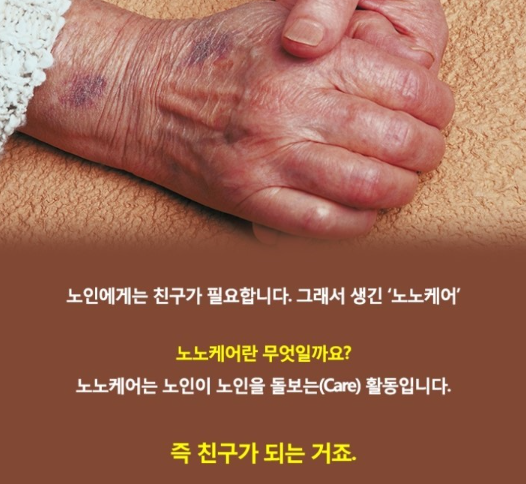 노인에게는 친구가 필요합니다. 그래서 생긴 ‘노노케어’
노노케어란 무엇일까요?
노노케어는 노인이 노인을 돌보는(Care) 활동입니다.
즉 친구가 되는 거죠.